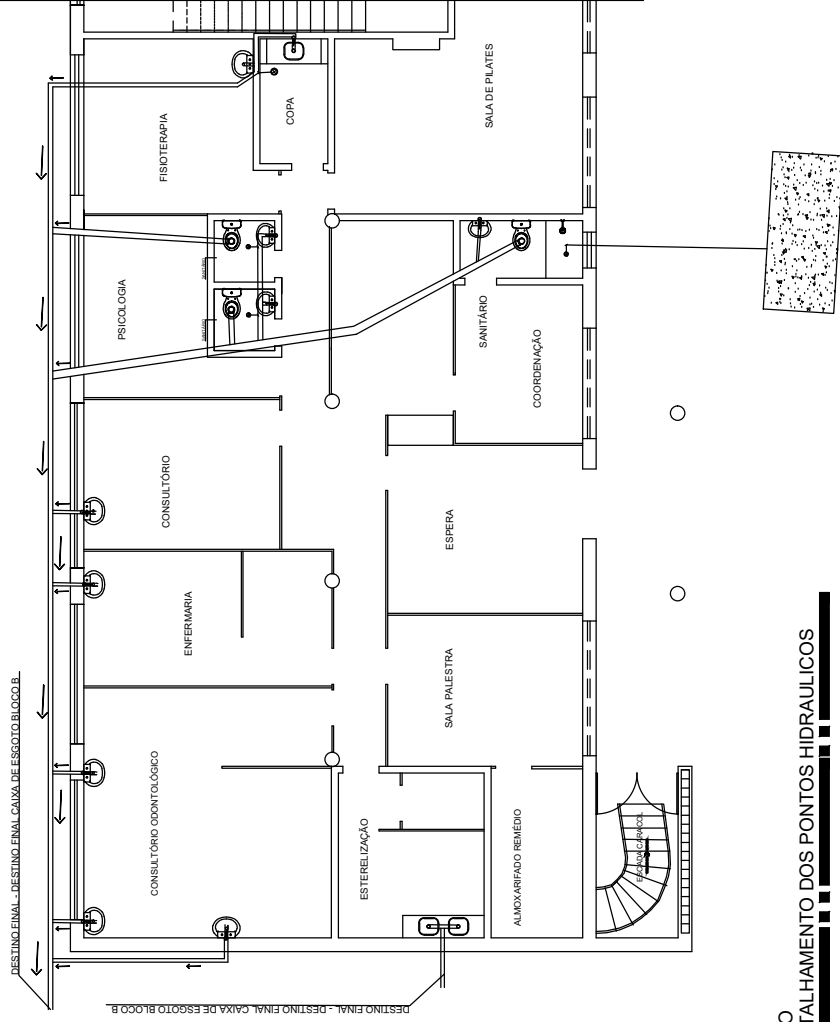 DESTINO FINAL - DESTINO FINAL CAIXA DE ESGOTO BLOCO B
FISIOTERAPIA
COPA
SALA DE PILATES
PSICOLOGIA
SANITÁRIO
SANITÁRIO
SANITÁRIO
COORDENAÇÃO
CONSULTÓRIO
ESPERA
ENFERMARIA
SALA PALESTRA
CONSULTÓRIO ODONTOLÓGICO
ESTERELIZAÇÃO
ALMOXARIFADO REMÉDIO
ESCADA CARACOL
DESTINO FINAL - DESTINO FINAL CAIXA DE ESGOTO BLOCO B
O
TALHAMENTO DOS PONTOS HIDRAULICOS